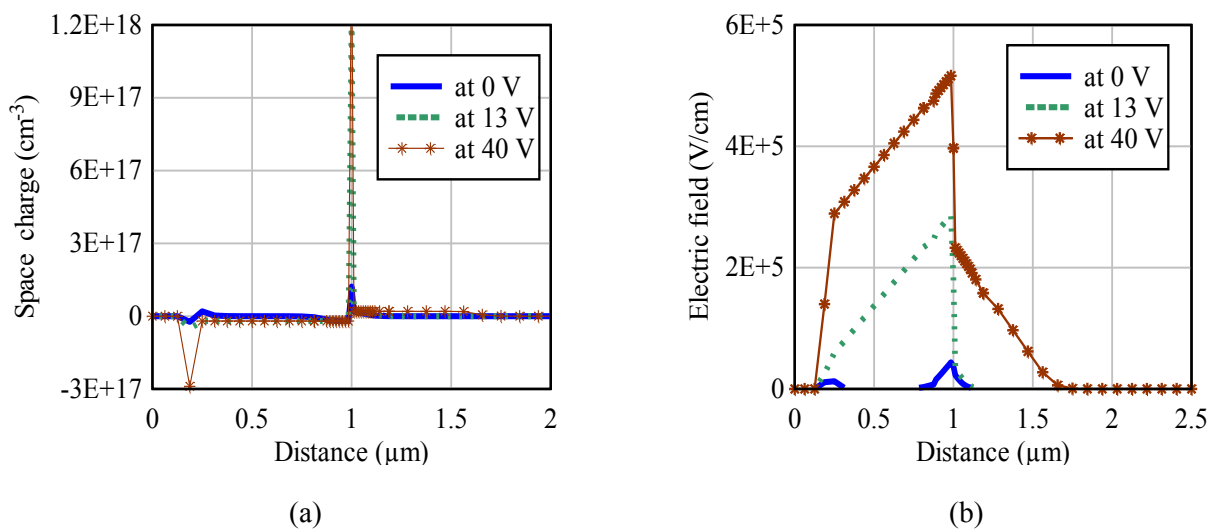 1.2E+18
9E+17
6E+17
3E+17
0
-3E+17
Space charge (cm-3)
at 0 V
at 13 V
at 40 V
0 0.5 1 1.5 2
Distance (µm)
(a)
6E+5
4E+5
2E+5
0
Electric field (V/cm)
at 0 V
at 13 V
at 40 V
0 0.5 1 1.5 2 2.5
Distance (µm)
(b)